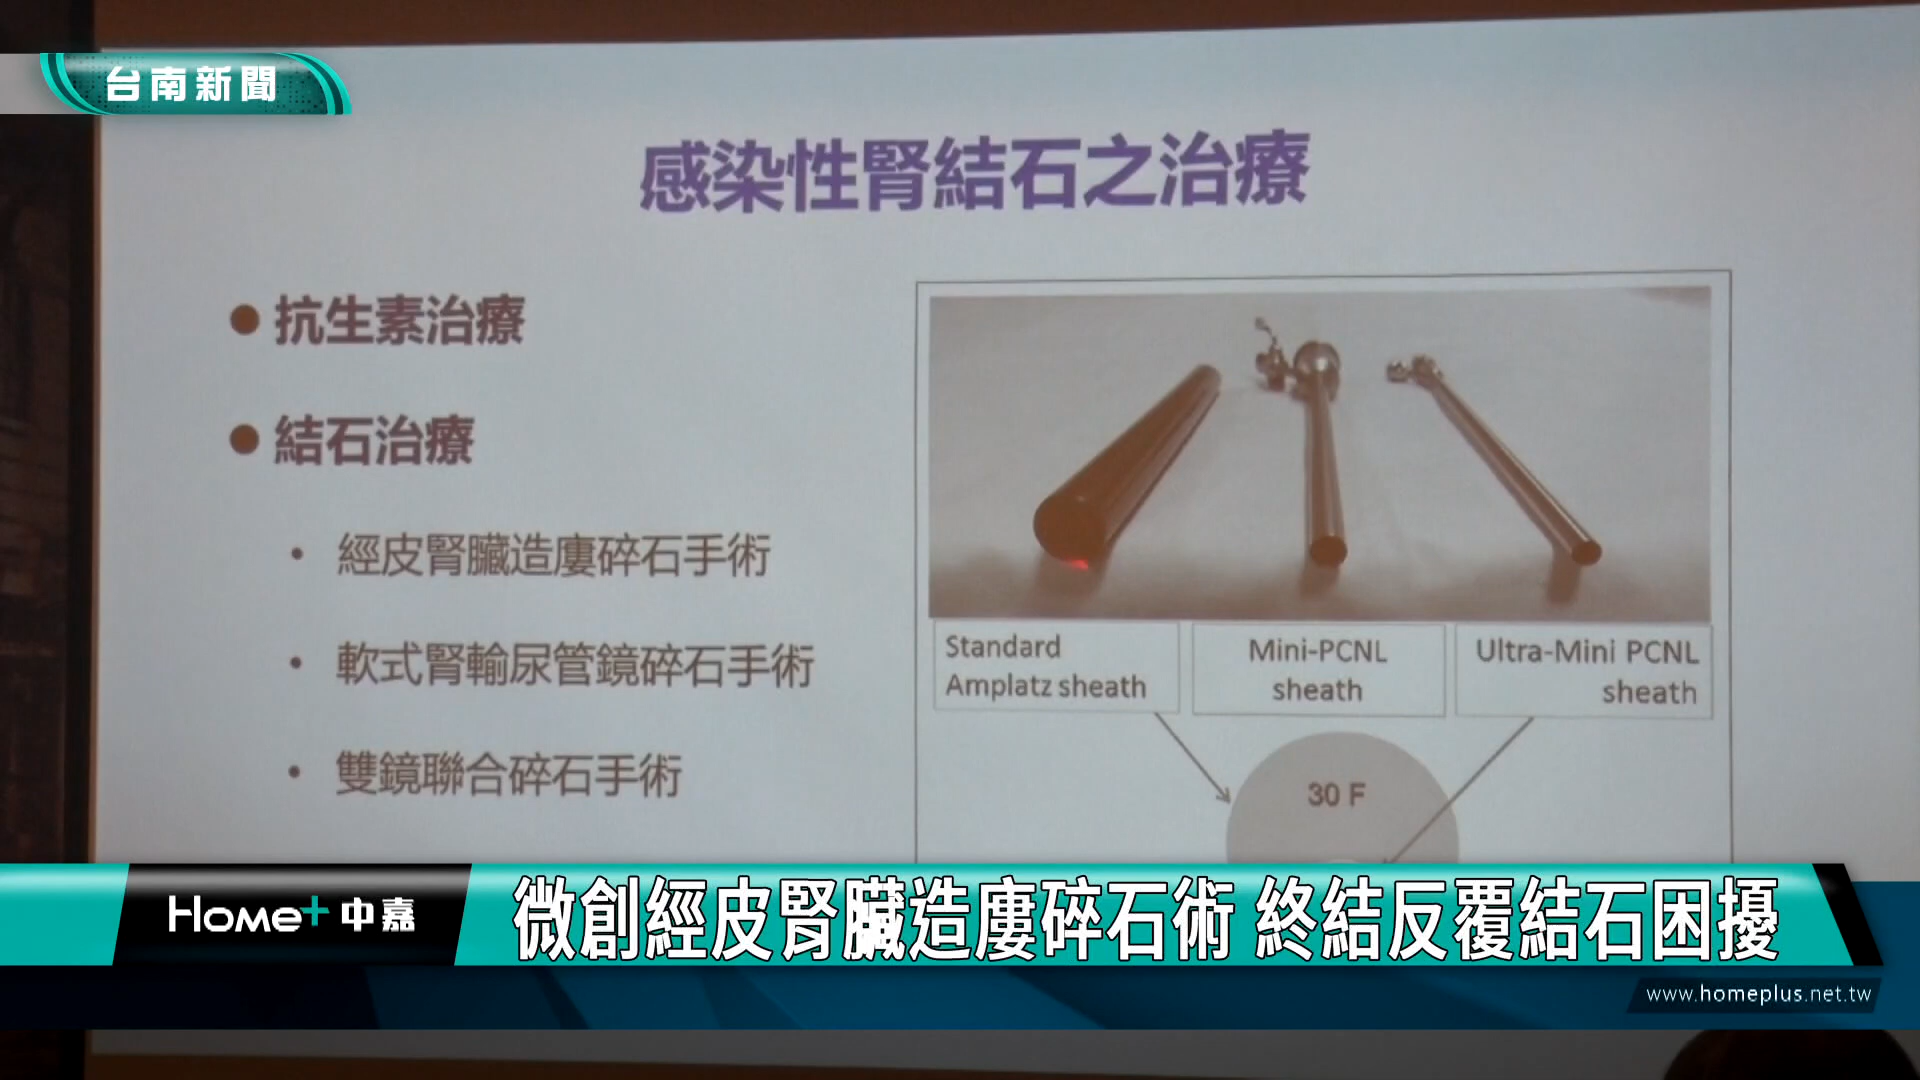 台南新聞
感染性腎結石之治療
抗生素治療
結石治療
經皮腎臟造廔碎石手術
軟式腎輸尿管鏡碎石手術
雙鏡聯合碎石手術
Standard
Amplatz sheath
Mini-PCNL
sheath
Ultra-Mini PCNL
sheath
30 F
Home+ 中嘉
微創經皮腎臟造廔碎石術 終結反覆結石困擾
www.homeplus.net.tw